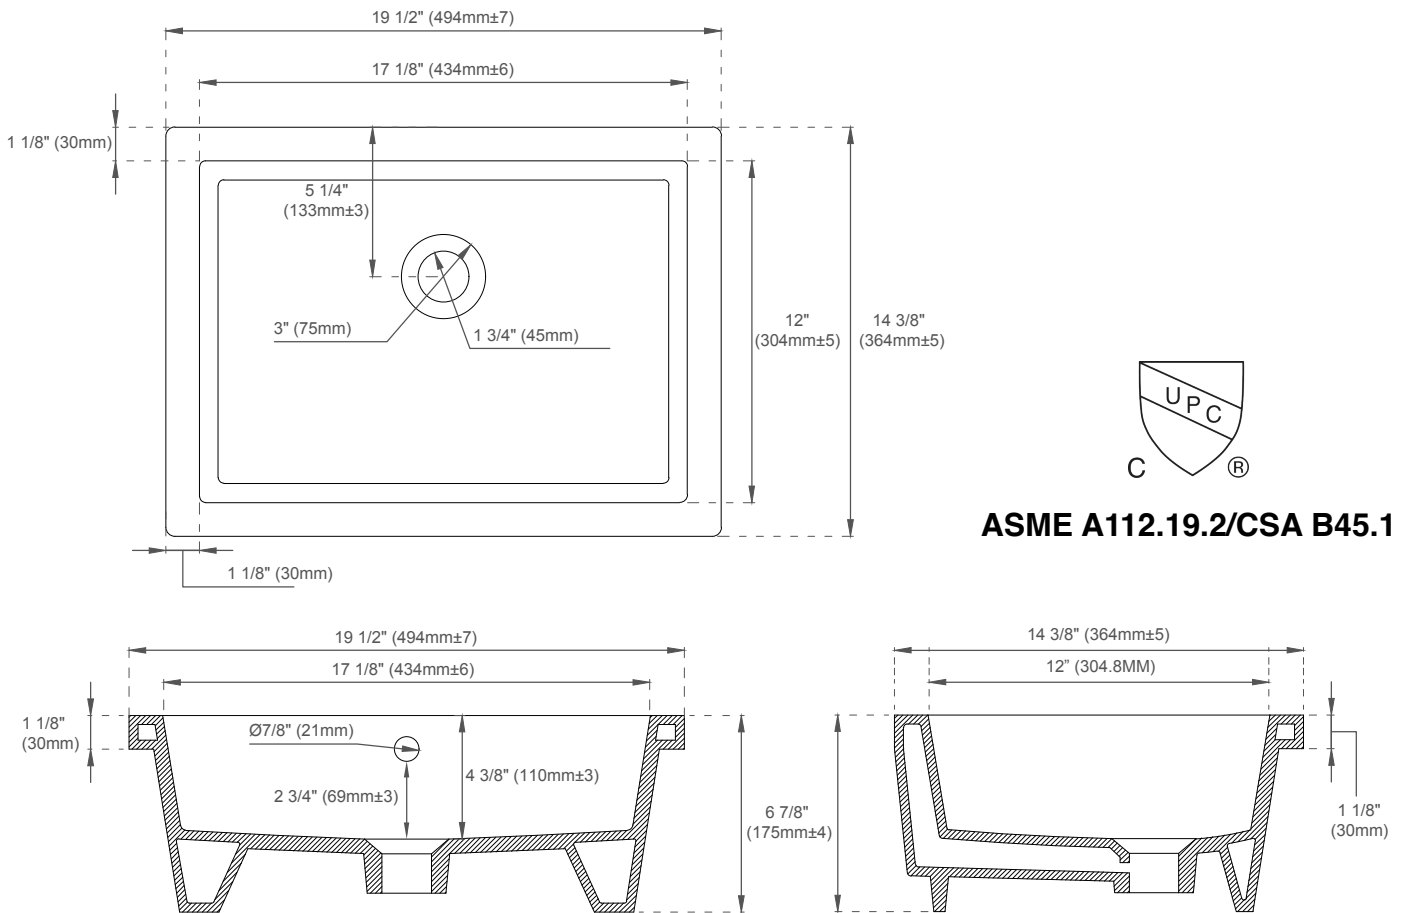 19 1/2" (494mm±7)
17 1/8" (434mm±6)
1 1/8" (30mm)
5 1/4"
(133mm±3)
3" (75mm)
1 3/4" (45mm)
12"
(304mm±5)
14 3/8"
(364mm±5)
1 1/8" (30mm)
U P C
C ®
ASME A112.19.2/CSA B45.1
19 1/2" (494mm±7)
17 1/8" (434mm±6)
1 1/8"
(30mm)
Ø7/8" (21mm)
4 3/8" (110mm±3)
2 3/4" (69mm±3)
6 7/8"
(175mm±4)
14 3/8" (364mm±5)
12” (304.8MM)
1 1/8"
(30mm)